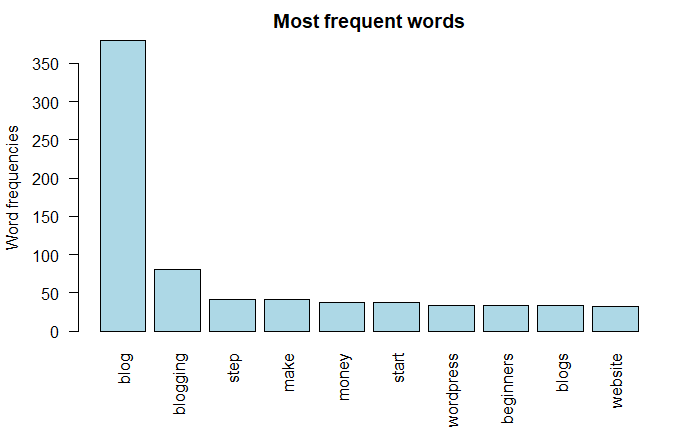 Most frequent words
Word frequencies
350
300
250
200
150
100
50
0
blog
blogging
step
make
money
start
wordpress
beginners
blogs
website